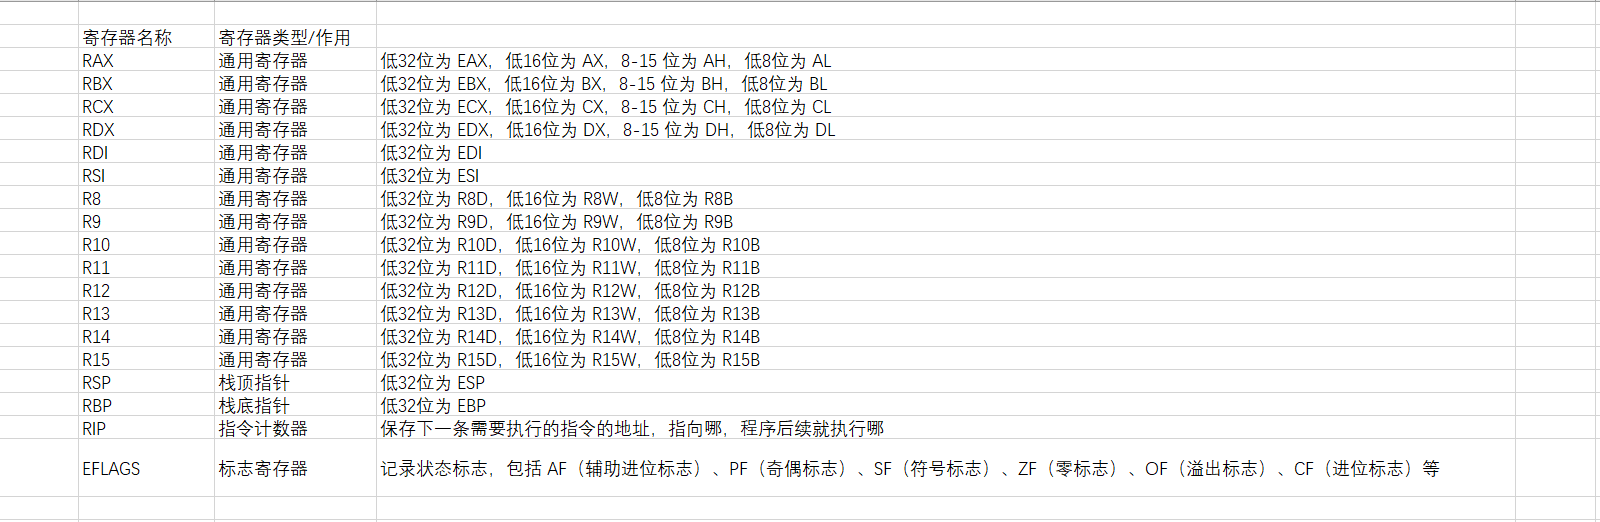 寄存器名称 寄存器类型/作用
RAX 通用寄存器 低32位为 EAX，低16位为 AX，8-15 位为 AH，低8位为 AL
RBX 通用寄存器 低32位为 EBX，低16位为 BX，8-15 位为 BH，低8位为 BL
RCX 通用寄存器 低32位为 ECX，低16位为 CX，8-15 位为 CH，低8位为 CL
RDX 通用寄存器 低32位为 EDX，低16位为 DX，8-15 位为 DH，低8位为 DL
RDI 通用寄存器 低32位为 EDI
RSI 通用寄存器 低32位为 ESI
R8 通用寄存器 低32位为 R8D，低16位为 R8W，低8位为 R8B
R9 通用寄存器 低32位为 R9D，低16位为 R9W，低8位为 R9B
R10 通用寄存器 低32位为 R10D，低16位为 R10W，低8位为 R10B
R11 通用寄存器 低32位为 R11D，低16位为 R11W，低8位为 R11B
R12 通用寄存器 低32位为 R12D，低16位为 R12W，低8位为 R12B
R13 通用寄存器 低32位为 R13D，低16位为 R13W，低8位为 R13B
R14 通用寄存器 低32位为 R14D，低16位为 R14W，低8位为 R14B
R15 通用寄存器 低32位为 R15D，低16位为 R15W，低8位为 R15B
RSP 栈顶指针 低32位为 ESP
RBP 栈底指针 低32位为 EBP
RIP 指令计数器 保存下一条需要执行的指令的地址，指向哪，程序后续就执行哪
EFLAGS 标志寄存器 记录状态标志，包括 AF（辅助进位标志）、PF（奇偶标志）、SF（符号标志）、ZF（零标志）、OF（溢出标志）、CF（进位标志）等